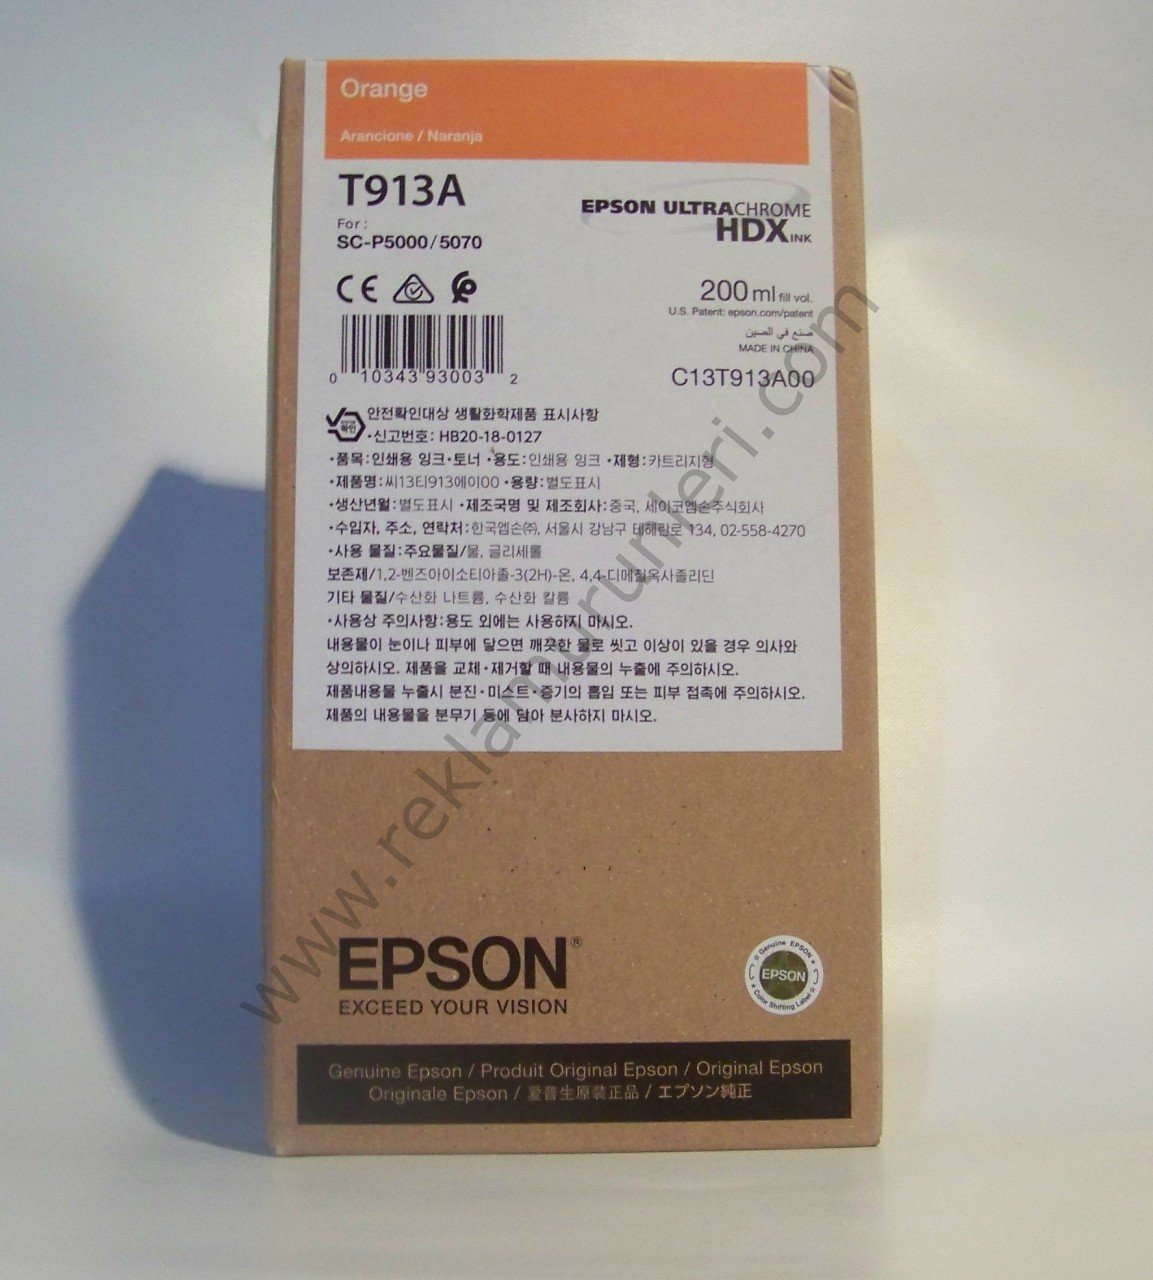 Orange
Arancione / Naranja
T913A
For :
SC-P5000/5070
EPSON ULTRACHROME
HDX INK
200 ml fill vol.
U.S. Patent: epson.com/patent
صنع في الصين
MADE IN CHINA
C13T913A00
CE
0 10343 93003 2
확인
안전확인대상 생활화학제품 표시사항
•신고번호: HB20-18-0127
•품목:인쇄용 잉크•토너 •용도:인쇄용 잉크 •제형:카트리지형
•제품명:씨13티913에이00 •용량:별도표시
•생산년월:별도표시 •제조국명 및 제조회사:중국, 세이코엡손주식회사
•수입자, 주소, 연락처:한국엡손㈜, 서울시 강남구 테헤란로 134, 02-558-4270
•사용 물질:주요물질/물, 글리세롤
보존제/1,2-벤즈아이소티아졸-3(2H)-온, 4,4-디메칠옥사졸리딘
기타 물질/수산화 나트륨, 수산화 칼륨
•사용상 주의사항:용도 외에는 사용하지 마시오.
내용물이 눈이나 피부에 닿으면 깨끗한 물로 씻고 이상이 있을 경우 의사와
상의하시오. 제품을 교체•제거할 때 내용물의 누출에 주의하시오.
제품내용물 누출시 분진•미스트•증기의 흡입 또는 피부 접촉에 주의하시오.
제품의 내용물을 분무기 등에 담아 분사하지 마시오.
www.reklamurunleri.com
EPSON®
EXCEED YOUR VISION
Genuine EPSON
EPSON
Color Shifting Label
Genuine Epson / Produit Original Epson / Original Epson
Originale Epson / 爱普生原装正品 / エプソン純正